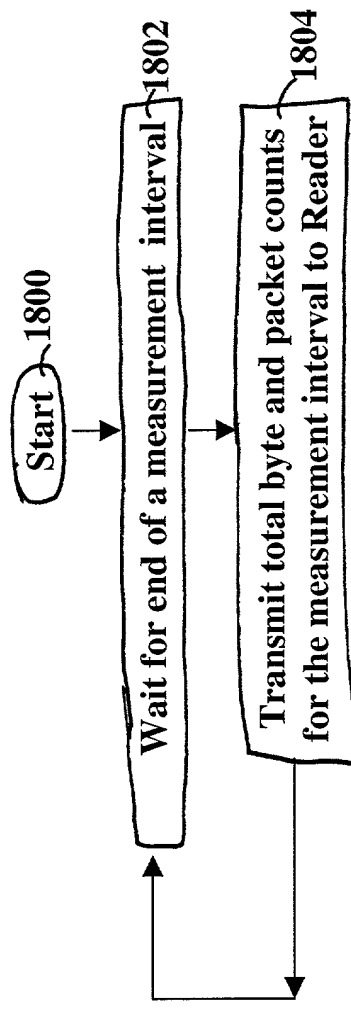 Start
1800
Wait for end of a measurement interval
1802
Transmit total byte and packet counts
for the measurement interval to Reader
1804